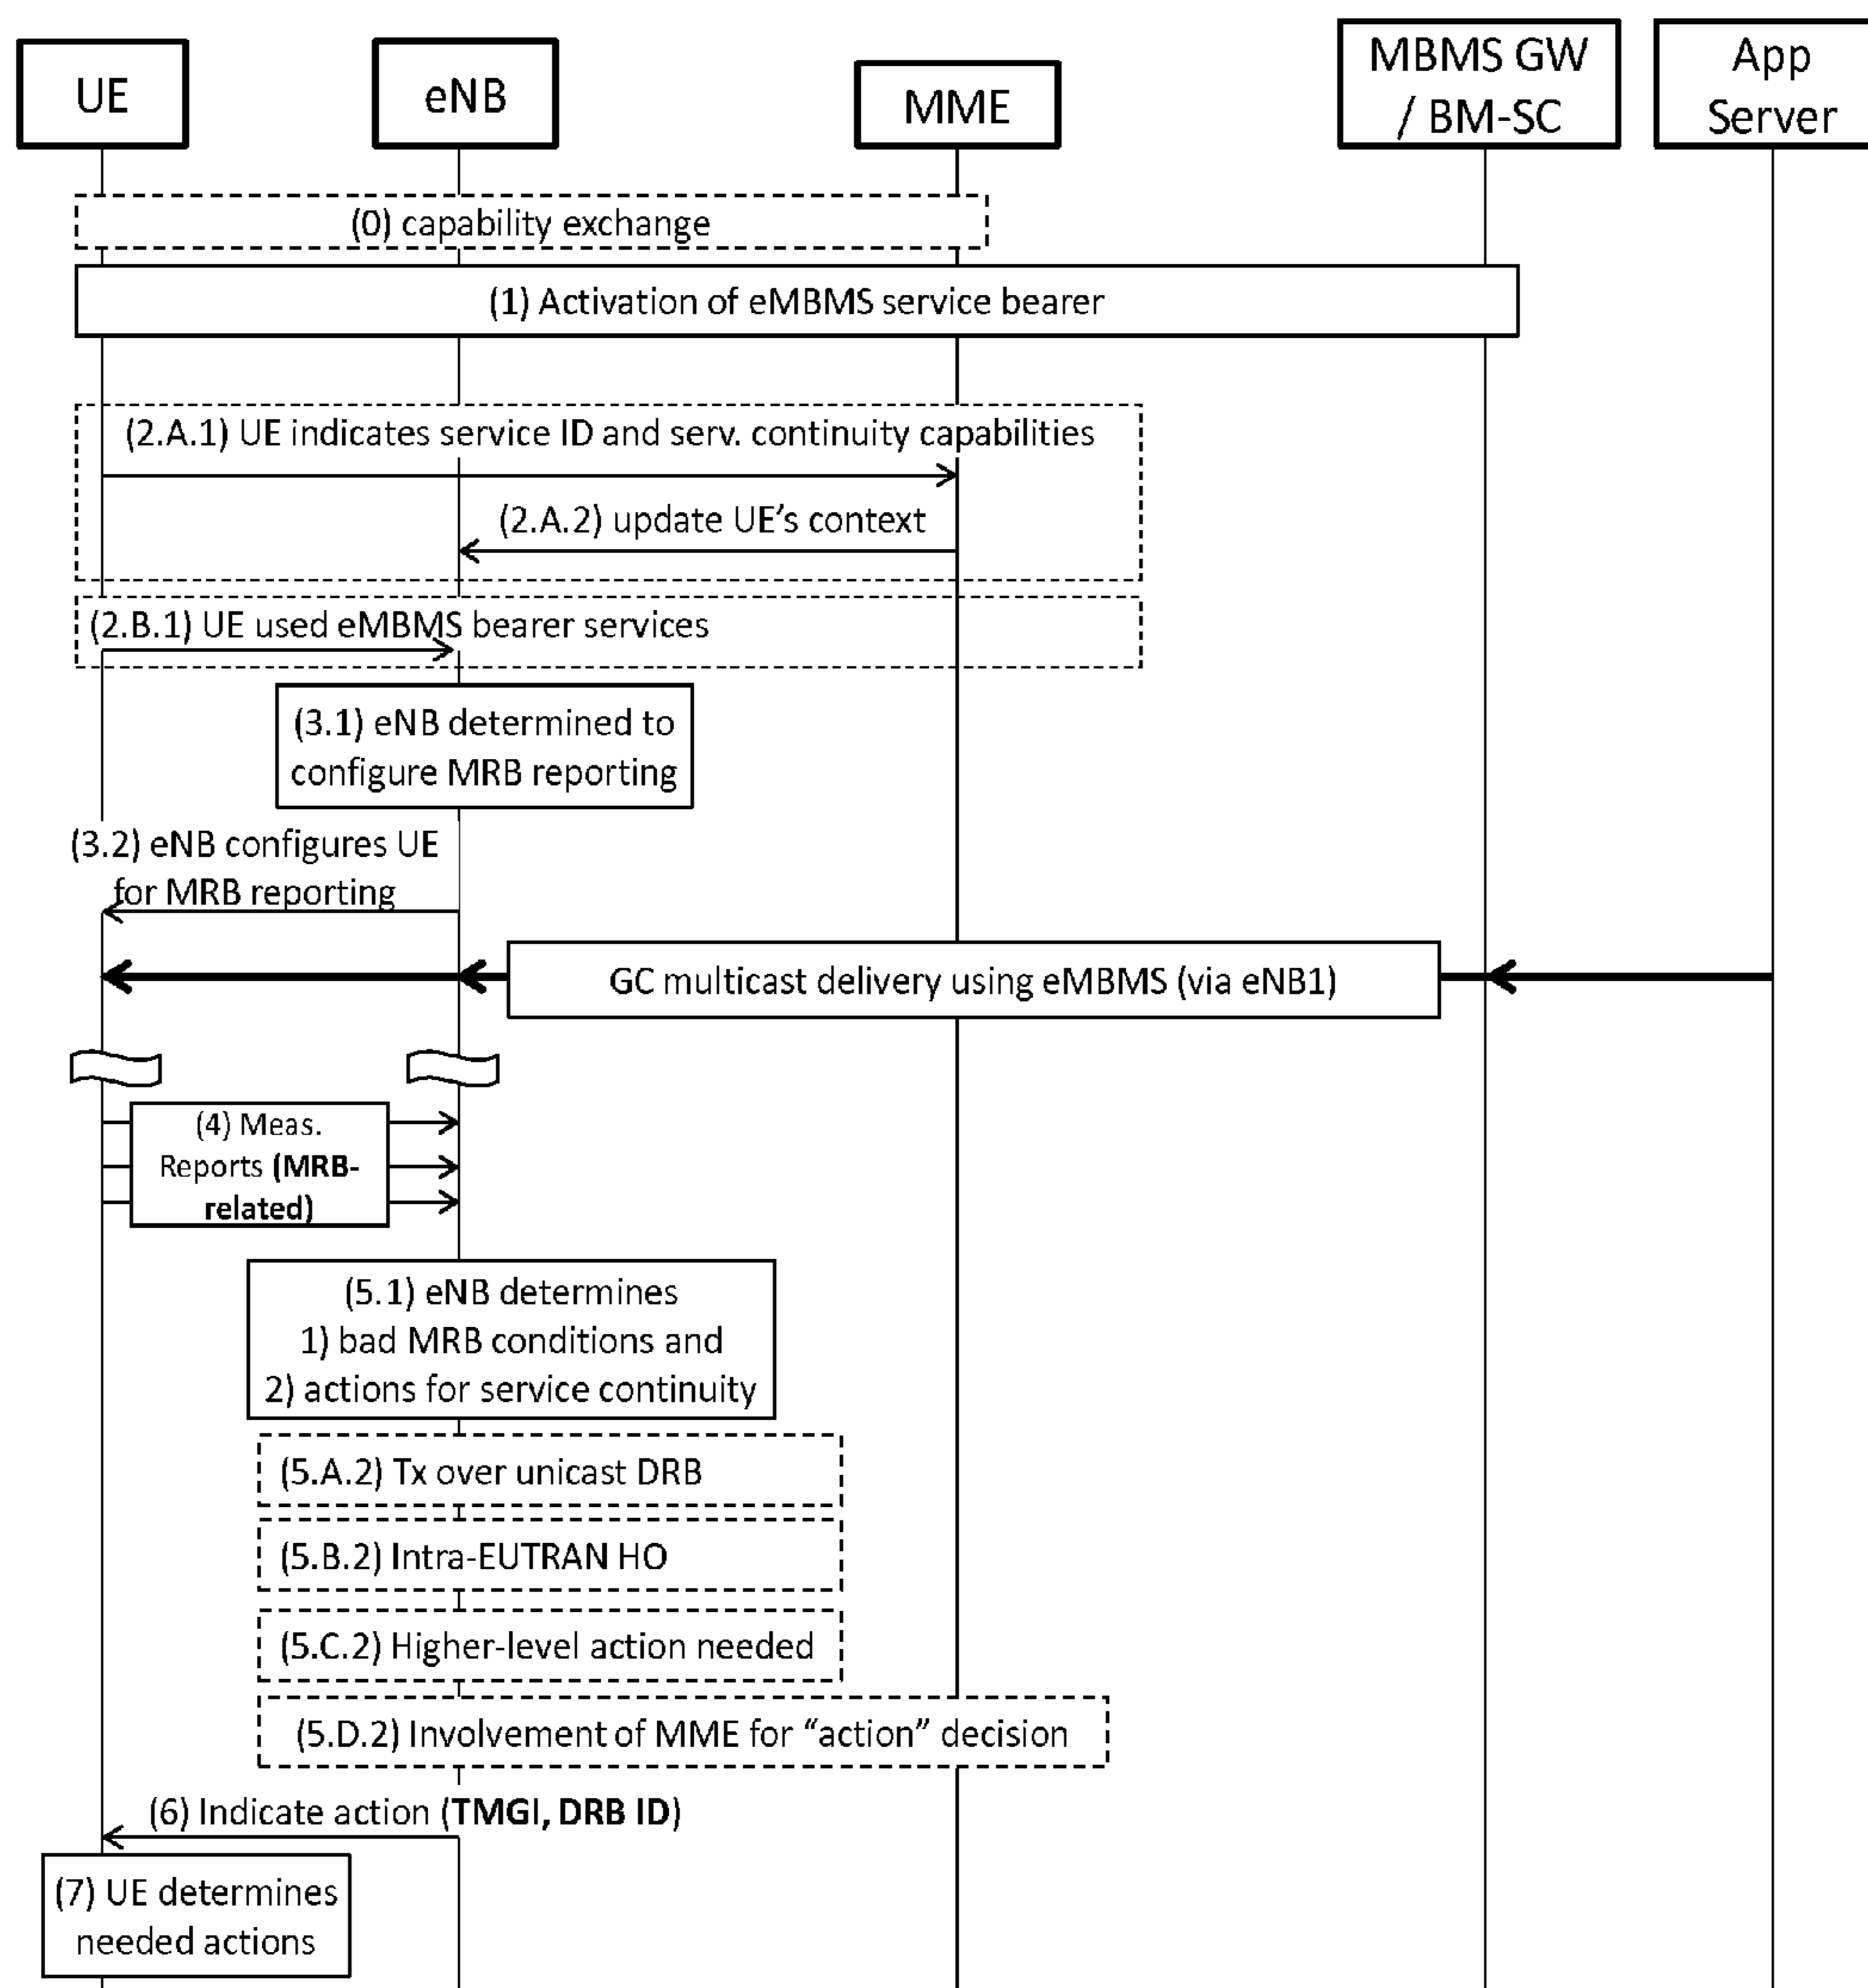 UE
eNB
MME
MBMS GW
/ BM-SC
App
Server
(0) capability exchange
(1) Activation of eMBMS service bearer
(2.A.1) UE indicates service ID and serv. continuity capabilities
(2.A.2) update UE’s context
(2.B.1) UE used eMBMS bearer services
(3.1) eNB determined to
configure MRB reporting
(3.2) eNB configures UE
for MRB reporting
GC multicast delivery using eMBMS (via eNB1)
(4) Meas.
Reports (MRB-
related)
(5.1) eNB determines
1) bad MRB conditions and
2) actions for service continuity
(5.A.2) Tx over unicast DRB
(5.B.2) Intra-EUTRAN HO
(5.C.2) Higher-level action needed
(5.D.2) Involvement of MME for “action” decision
(6) Indicate action (TMGI, DRB ID)
(7) UE determines
needed actions